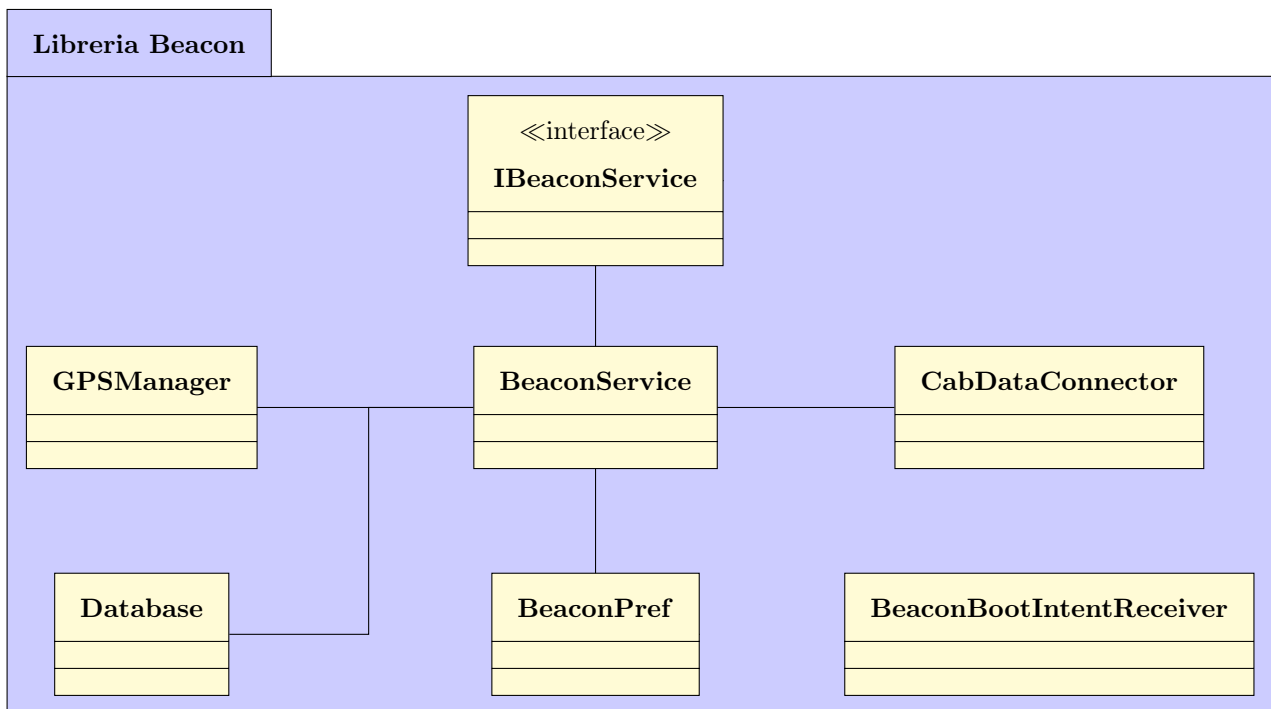 Libreria Beacon
≪interface≫
IBeaconService
GPSManager
BeaconService
CabDataConnector
Database
BeaconPref
BeaconBootIntentReceiver